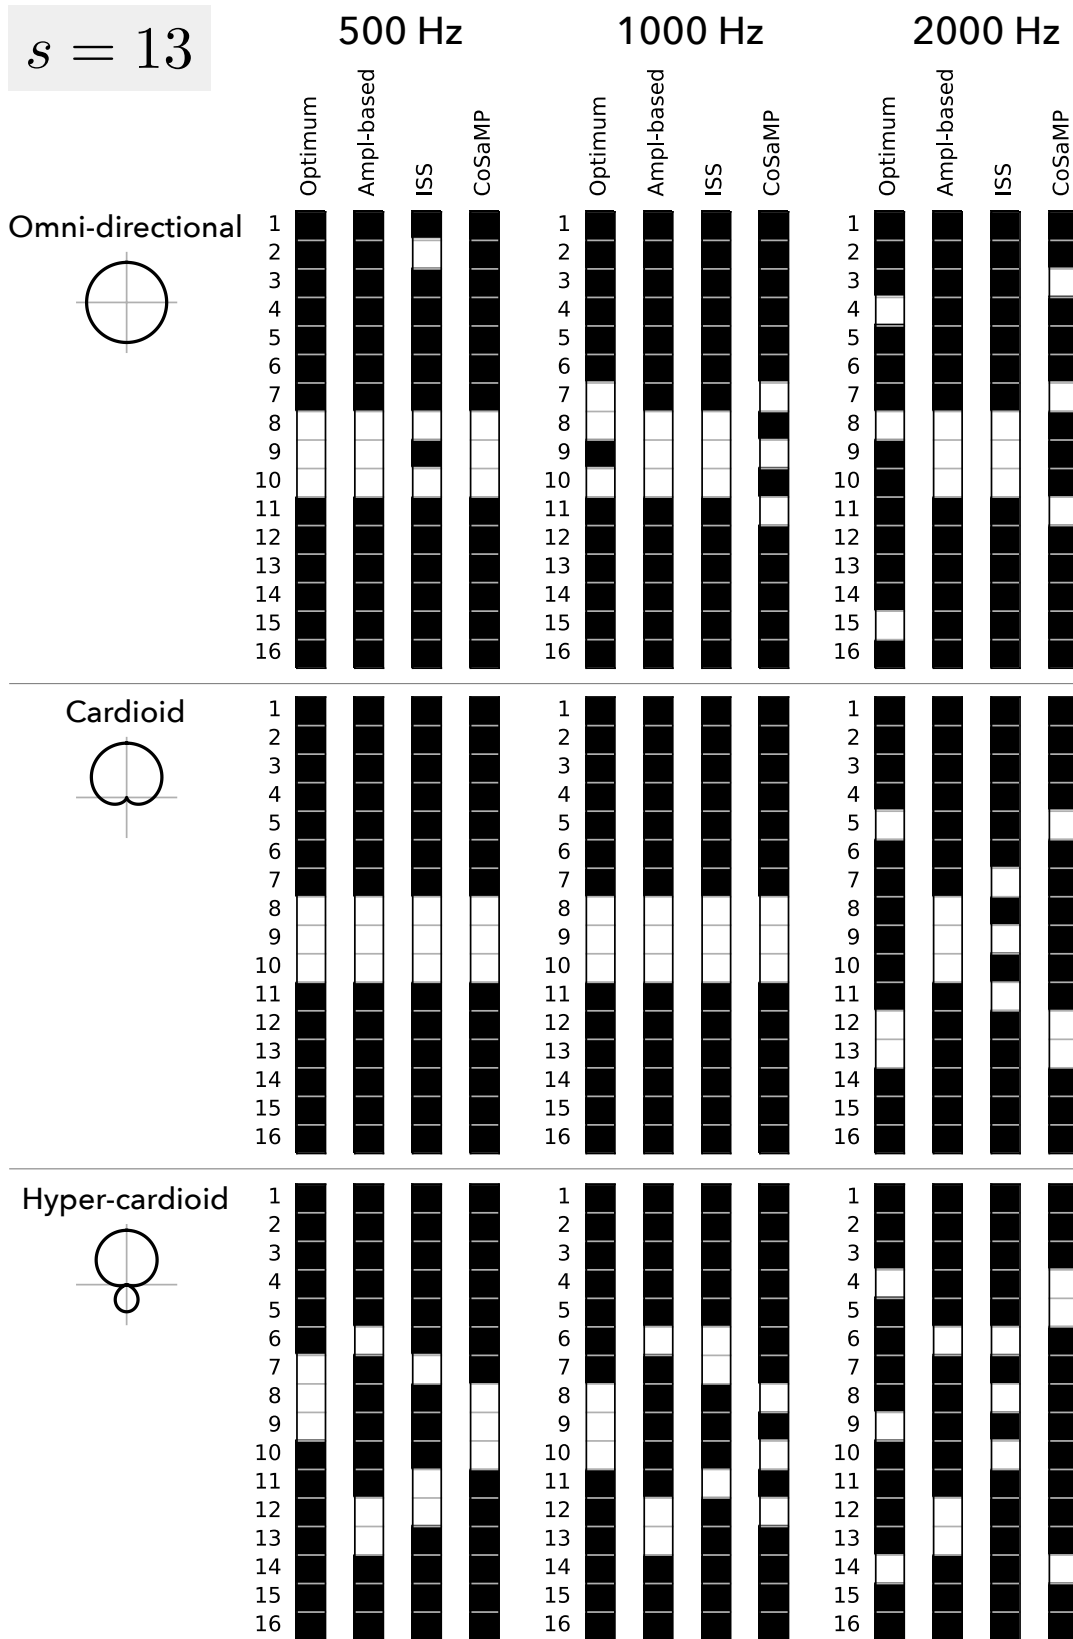 s = 13
500 Hz 1000 Hz 2000 Hz
Optimum Ampl-based ISS CoSaMP Optimum Ampl-based ISS CoSaMP Optimum Ampl-based ISS CoSaMP
Omni-directional 1 1 1
2 2 2
3 3 3
4 4 4
5 5 5
6 6 6
7 7 7
8 8 8
9 9 9
10 10 10
11 11 11
12 12 12
13 13 13
14 14 14
15 15 15
16 16 16
Cardioid 1 1 1
2 2 2
3 3 3
4 4 4
5 5 5
6 6 6
7 7 7
8 8 8
9 9 9
10 10 10
11 11 11
12 12 12
13 13 13
14 14 14
15 15 15
16 16 16
Hyper-cardioid 1 1 1
2 2 2
3 3 3
4 4 4
5 5 5
6 6 6
7 7 7
8 8 8
9 9 9
10 10 10
11 11 11
12 12 12
13 13 13
14 14 14
15 15 15
16 16 16